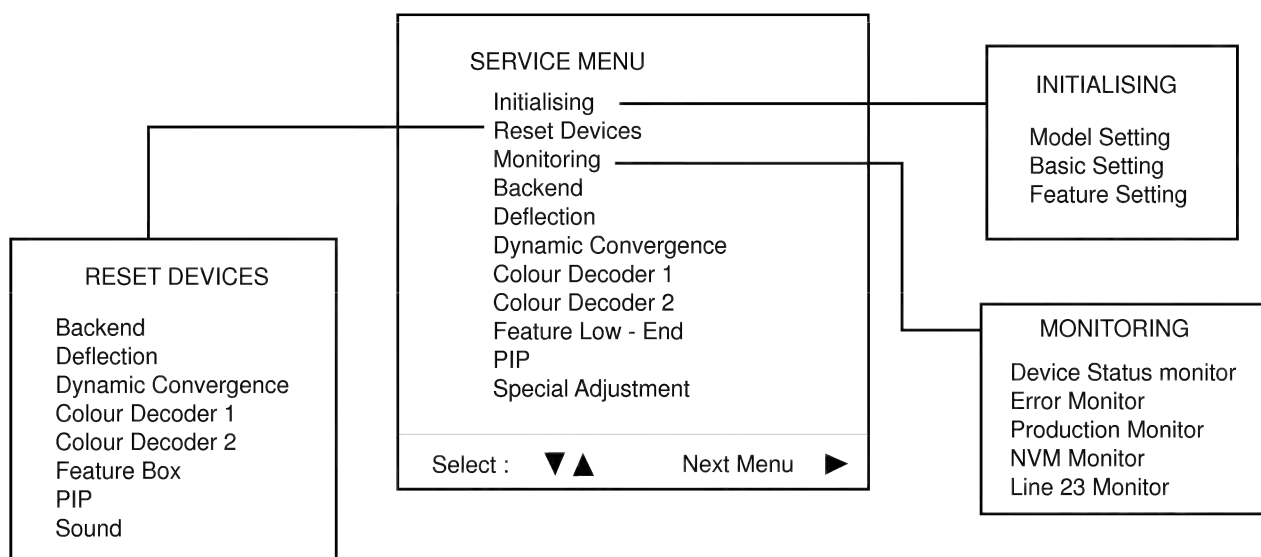 SERVICE MENU
Initialising
Reset Devices
Monitoring
Backend
Deflection
Dynamic Convergence
Colour Decoder 1
Colour Decoder 2
Feature Low - End
PIP
Special Adjustment
Select : ▼▲ Next Menu ▶
INITIALISING
Model Setting
Basic Setting
Feature Setting
RESET DEVICES
Backend
Deflection
Dynamic Convergence
Colour Decoder 1
Colour Decoder 2
Feature Box
PIP
Sound
MONITORING
Device Status monitor
Error Monitor
Production Monitor
NVM Monitor
Line 23 Monitor